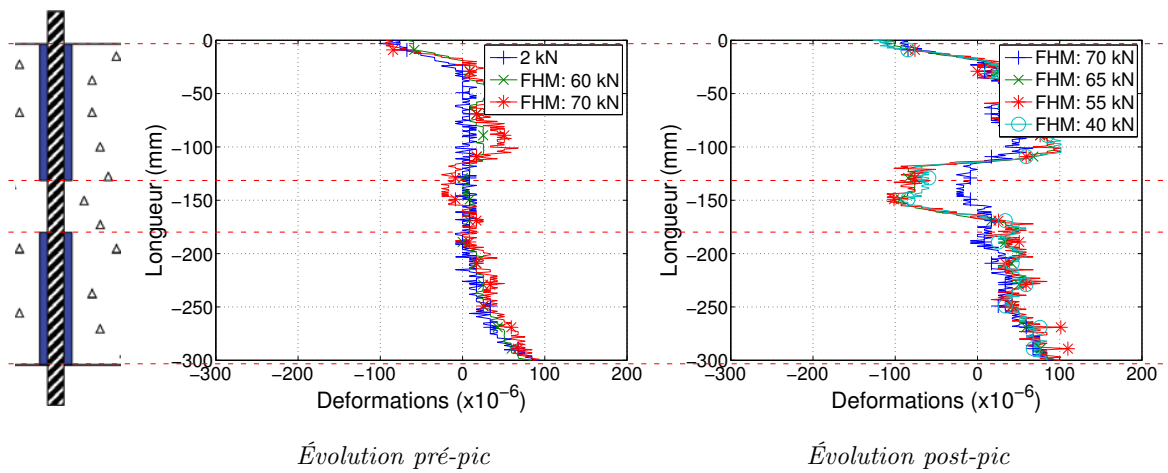 0
−50
−100
−150
−200
−250
−300
Longueur (mm)
−300 −200 −100 0 100 200
Deformations (x10−6)
2 kN
FHM: 60 kN
FHM: 70 kN
Évolution pré-pic
0
−50
−100
−150
−200
−250
−300
Longueur (mm)
−300 −200 −100 0 100 200
Deformations (x10−6)
FHM: 70 kN
FHM: 65 kN
FHM: 55 kN
FHM: 40 kN
Évolution post-pic